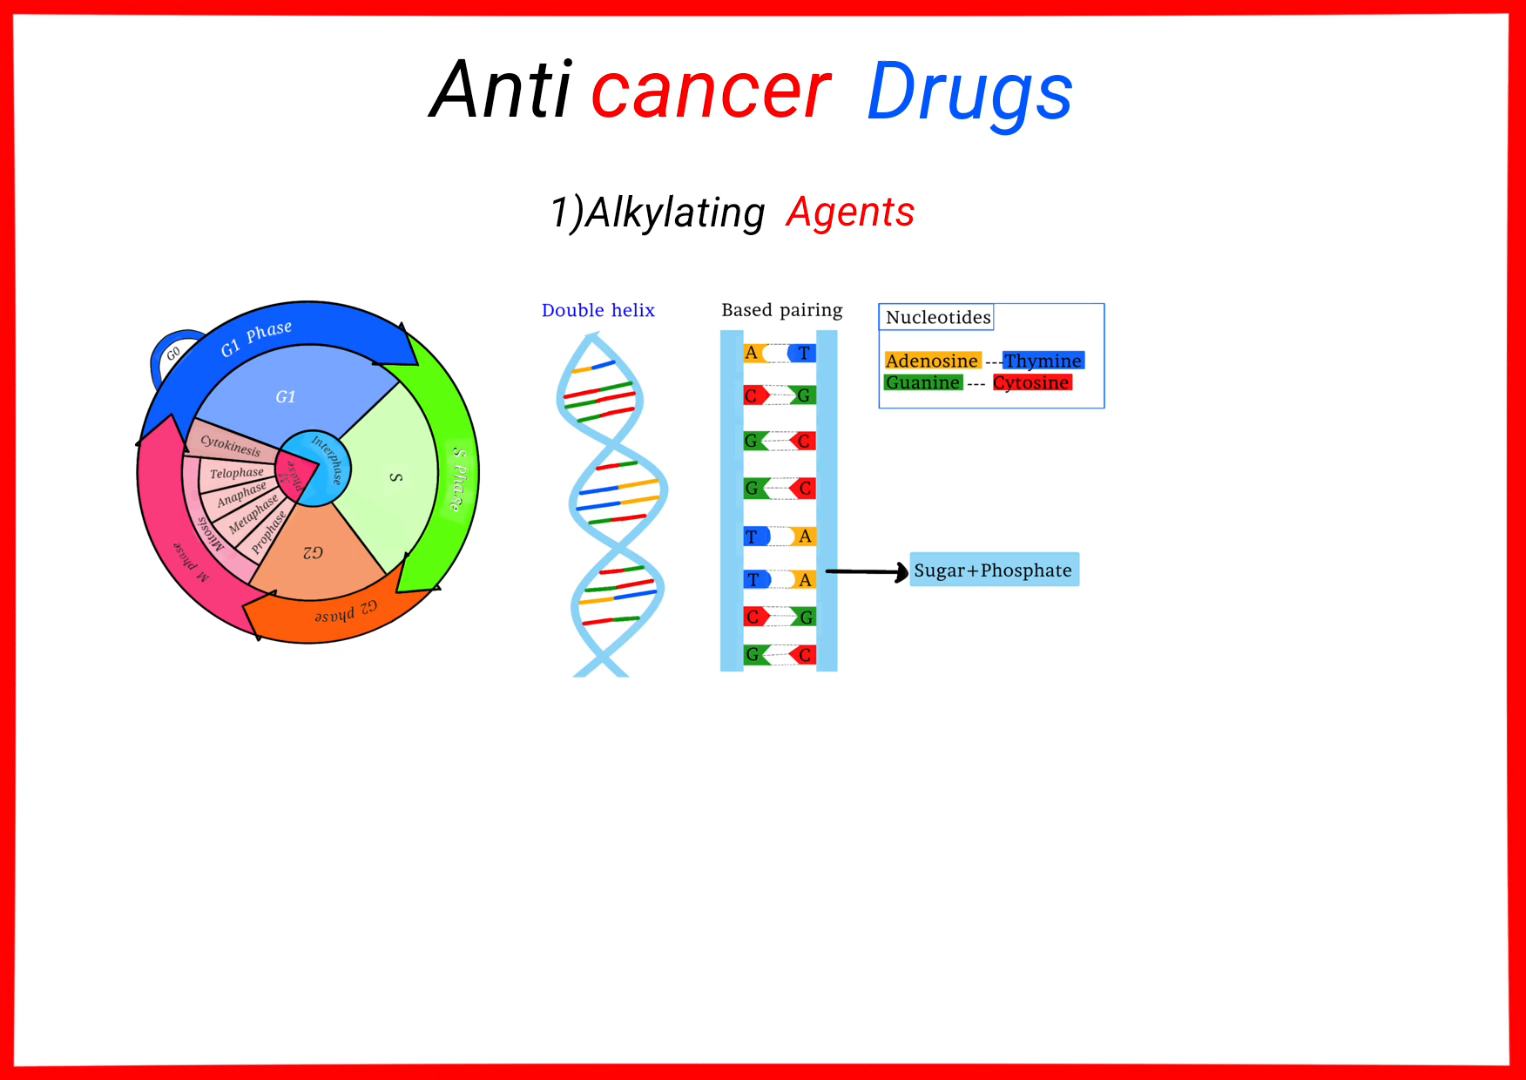 Anti cancer Drugs
1)Alkylating Agents
G0
G1 Phase
G1
S Phase
S
G2 phase
G2
M phase
Mitosis
Cytokinesis
Telophase
Anaphase
Metaphase
Prophase
Interphase
M phase
Double helix
Based pairing
A T
C G
G C
G C
T A
T A
C G
G C
Nucleotides
Adenosine ---Thymine
Guanine --- Cytosine
Sugar+Phosphate